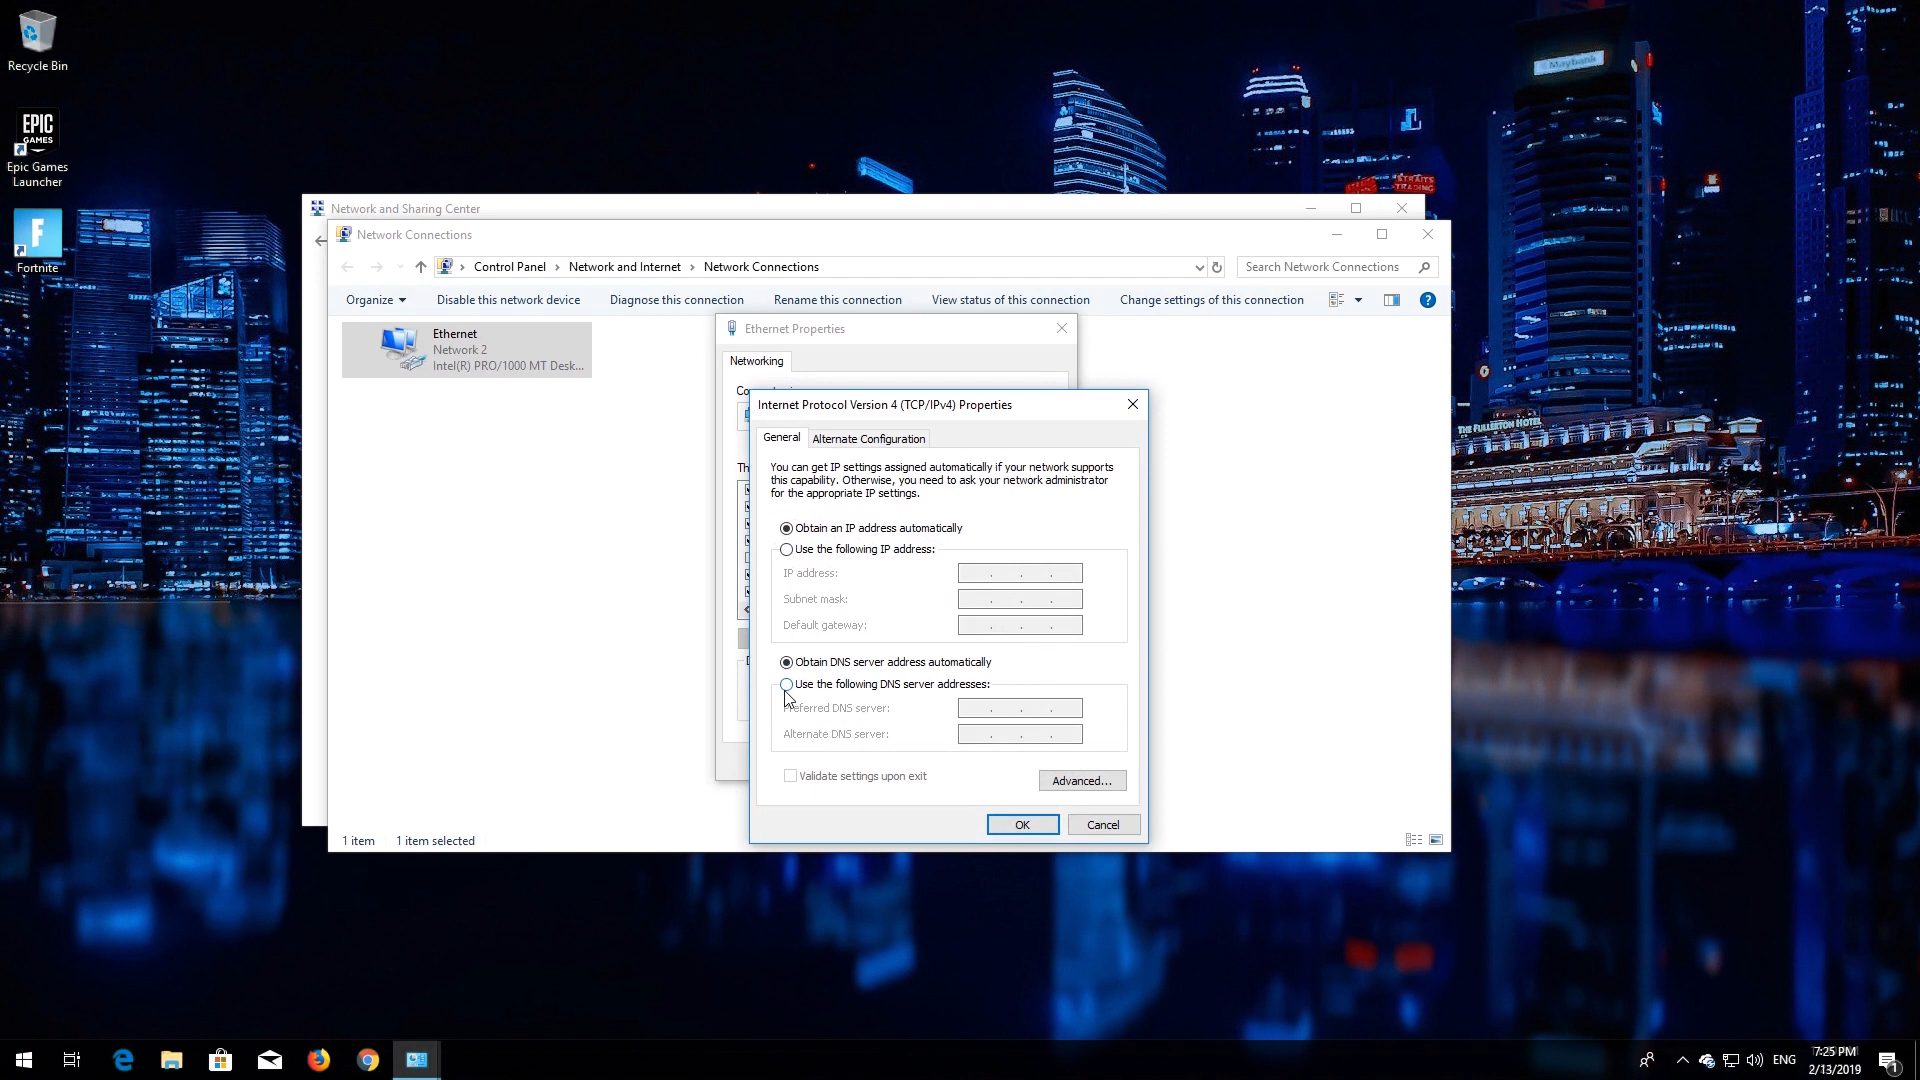 Recycle Bin
EPIC
GAMES
Epic Games
Launcher
Fortnite
Maybank
STRAITS
TRADING
THE FULLERTON HOTEL
Network and Sharing Center
Network Connections
Control Panel > Network and Internet > Network Connections
Search Network Connections
Organize
Disable this network device
Diagnose this connection
Rename this connection
View status of this connection
Change settings of this connection
Ethernet
Network 2
Intel(R) PRO/1000 MT Desk...
Ethernet Properties
Networking
Internet Protocol Version 4 (TCP/IPv4) Properties
General
Alternate Configuration
You can get IP settings assigned automatically if your network supports
this capability. Otherwise, you need to ask your network administrator
for the appropriate IP settings.
Obtain an IP address automatically
Use the following IP address:
IP address:
Subnet mask:
Default gateway:
Obtain DNS server address automatically
Use the following DNS server addresses:
Preferred DNS server:
Alternate DNS server:
Validate settings upon exit
Advanced...
OK
Cancel
1 item
1 item selected
ENG
7:25 PM
2/13/2019
1